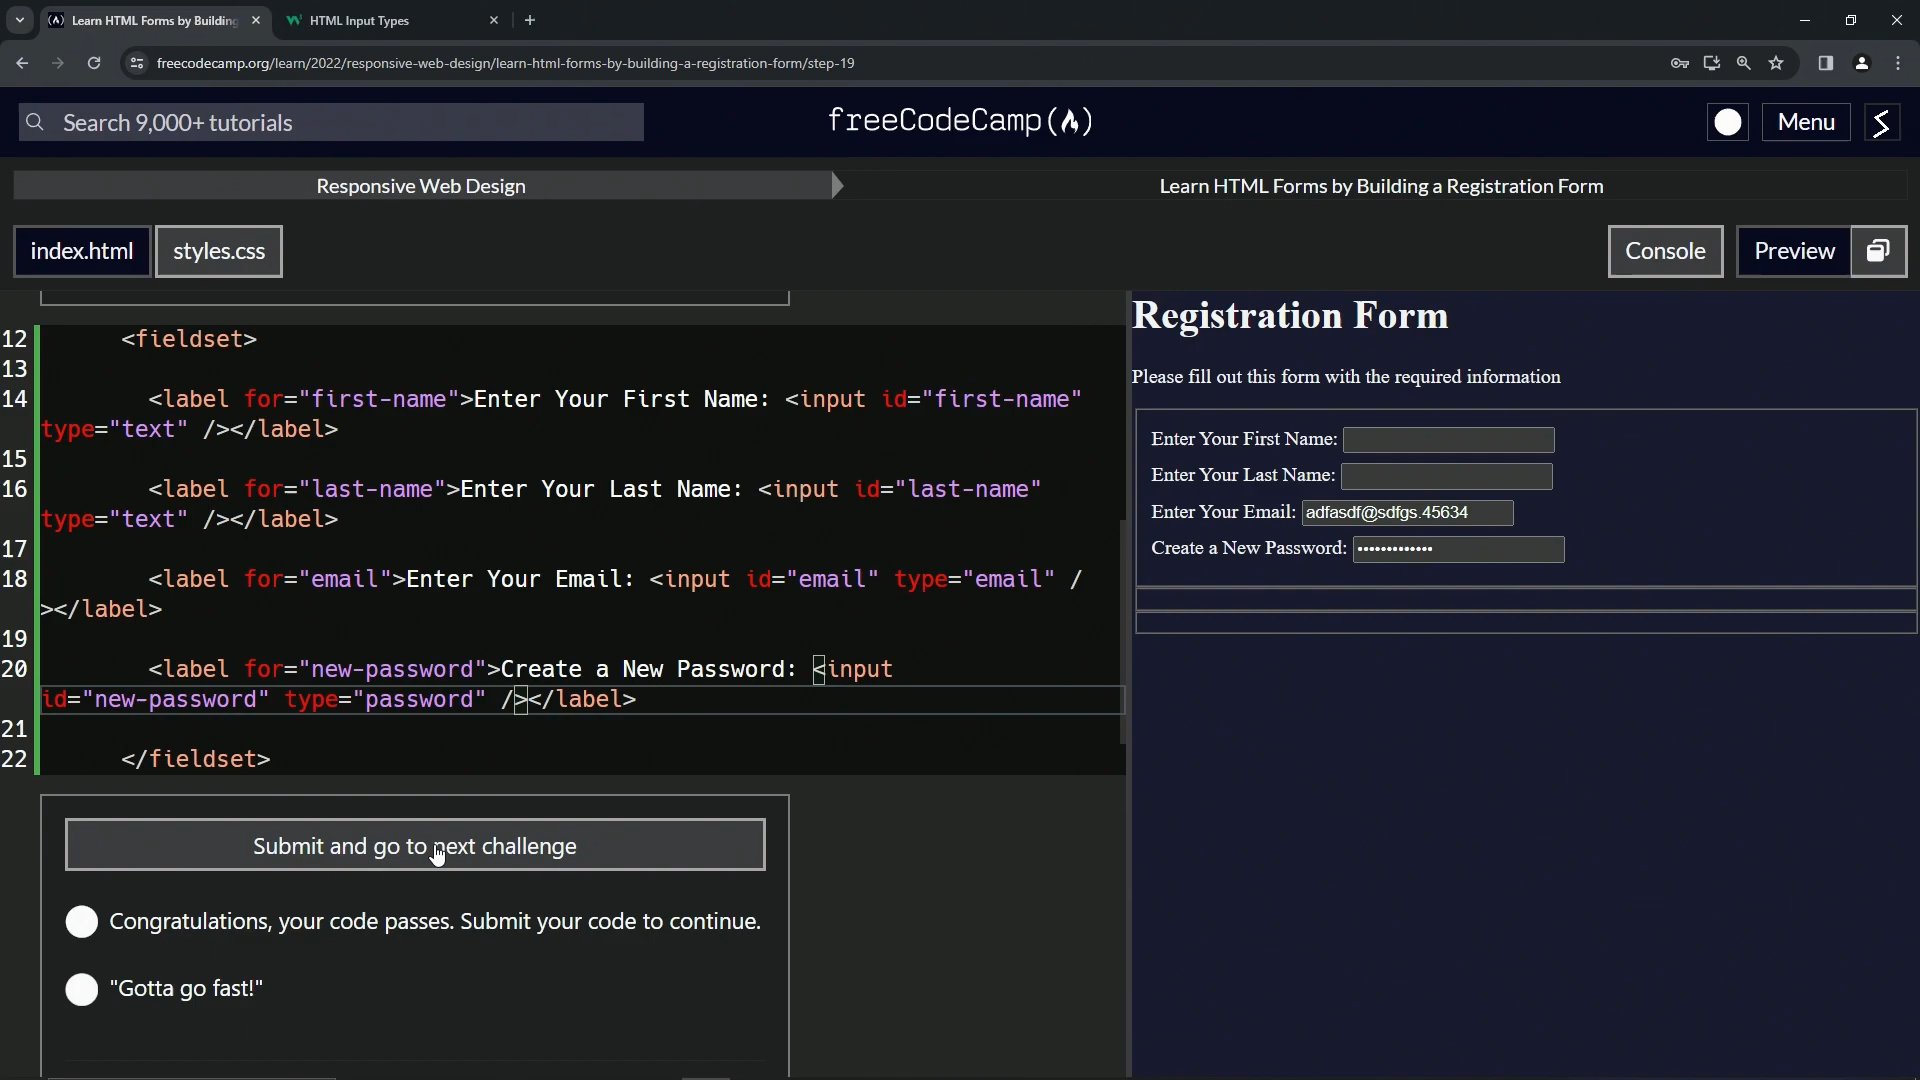 Learn HTML Forms by Building
HTML Input Types
freecodecamp.org/learn/2022/responsive-web-design/learn-html-forms-by-building-a-registration-form/step-19
Search 9,000+ tutorials
freeCodeCamp
Menu
Responsive Web Design
Learn HTML Forms by Building a Registration Form
index.html
styles.css
Console
Preview
12 <fieldset>
13
14 <label for="first-name">Enter Your First Name: <input id="first-name"
type="text" /></label>
15
16 <label for="last-name">Enter Your Last Name: <input id="last-name"
type="text" /></label>
17
18 <label for="email">Enter Your Email: <input id="email" type="email" /
></label>
19
20 <label for="new-password">Create a New Password: <input
id="new-password" type="password" /></label>
21
22 </fieldset>
Submit and go to next challenge
Congratulations, your code passes. Submit your code to continue.
"Gotta go fast!"
Registration Form
Please fill out this form with the required information
Enter Your First Name:
Enter Your Last Name:
Enter Your Email: adfasdf@sdfgs.45634
Create a New Password: •••••••••••••